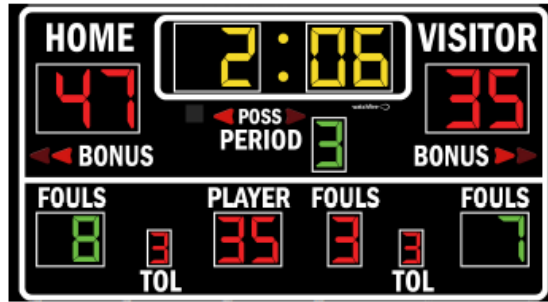 HOME 2:06 VISITOR
47 35
POSS
PERIOD 3
BONUS BONUS
FOULS PLAYER FOULS FOULS
8 3 35 3 3 7
TOL TOL